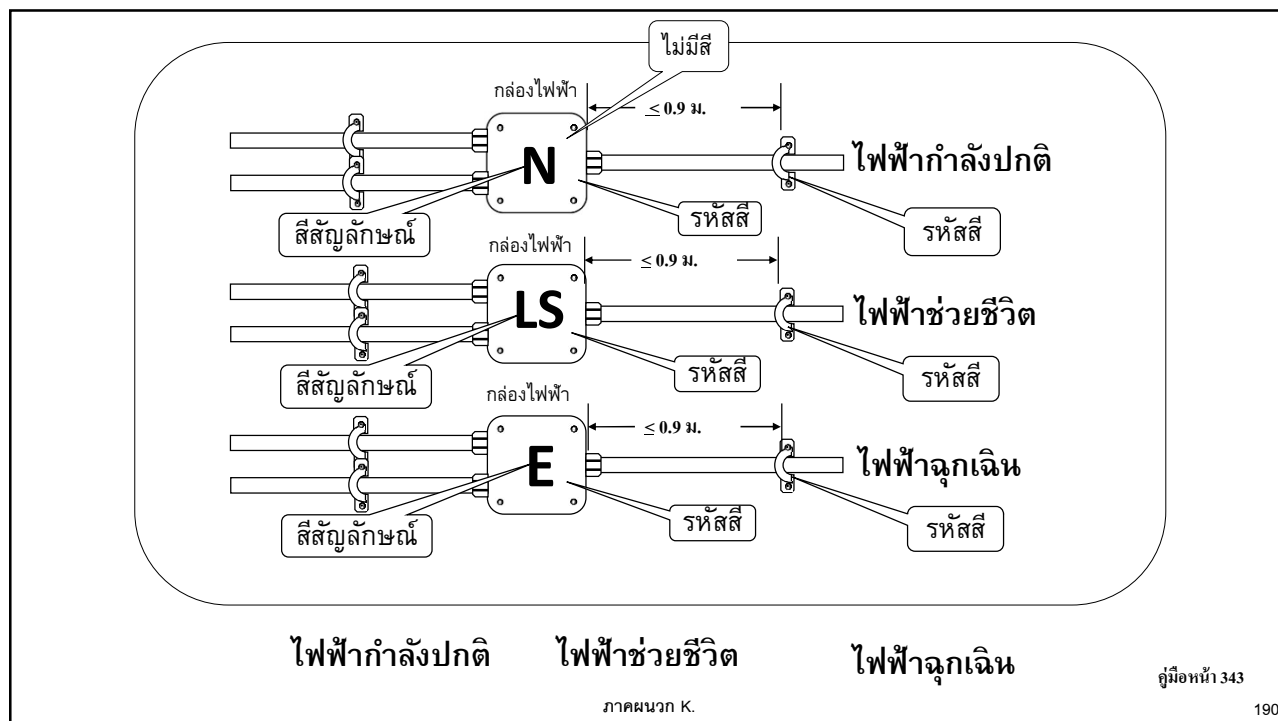 ไม่มีสี
กล่องไฟฟ้า
≤ 0.9 ม.
N
ไฟฟ้ากำลังปกติ
สีสัญลักษณ์
รหัสสี
รหัสสี
กล่องไฟฟ้า
≤ 0.9 ม.
LS
ไฟฟ้าช่วยชีวิต
สีสัญลักษณ์
รหัสสี
รหัสสี
กล่องไฟฟ้า
≤ 0.9 ม.
E
ไฟฟ้าฉุกเฉิน
สีสัญลักษณ์
รหัสสี
รหัสสี
ไฟฟ้ากำลังปกติ ไฟฟ้าช่วยชีวิต ไฟฟ้าฉุกเฉิน
คู่มือหน้า 343
ภาคผนวก K.
190